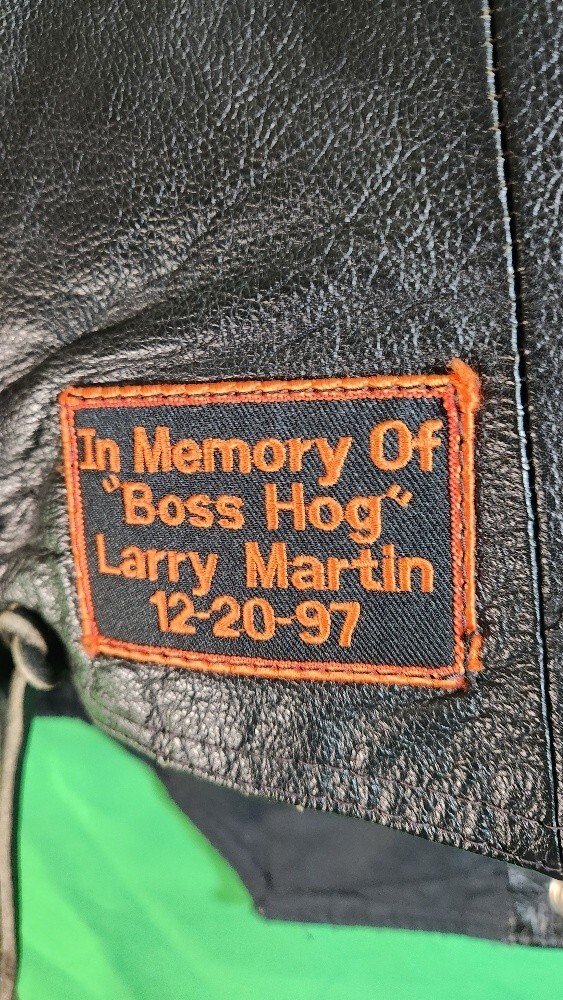 In Memory Of
"Boss Hog"
Larry Martin
12-20-97